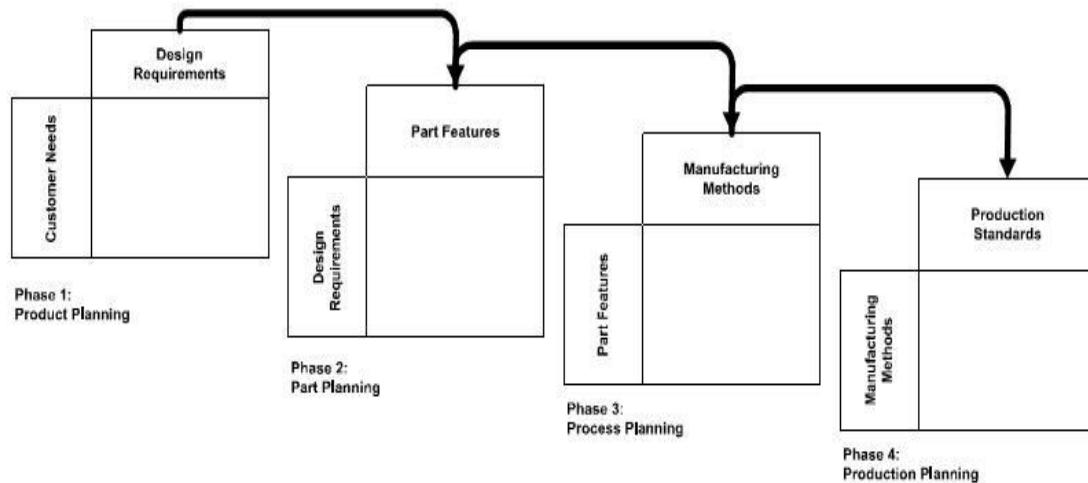 Design
Requirements
Customer Needs
Phase 1:
Product Planning
Part Features
Design
Requirements
Phase 2:
Part Planning
Manufacturing
Methods
Part Features
Phase 3:
Process Planning
Production
Standards
Manufacturing
Methods
Phase 4:
Production Planning